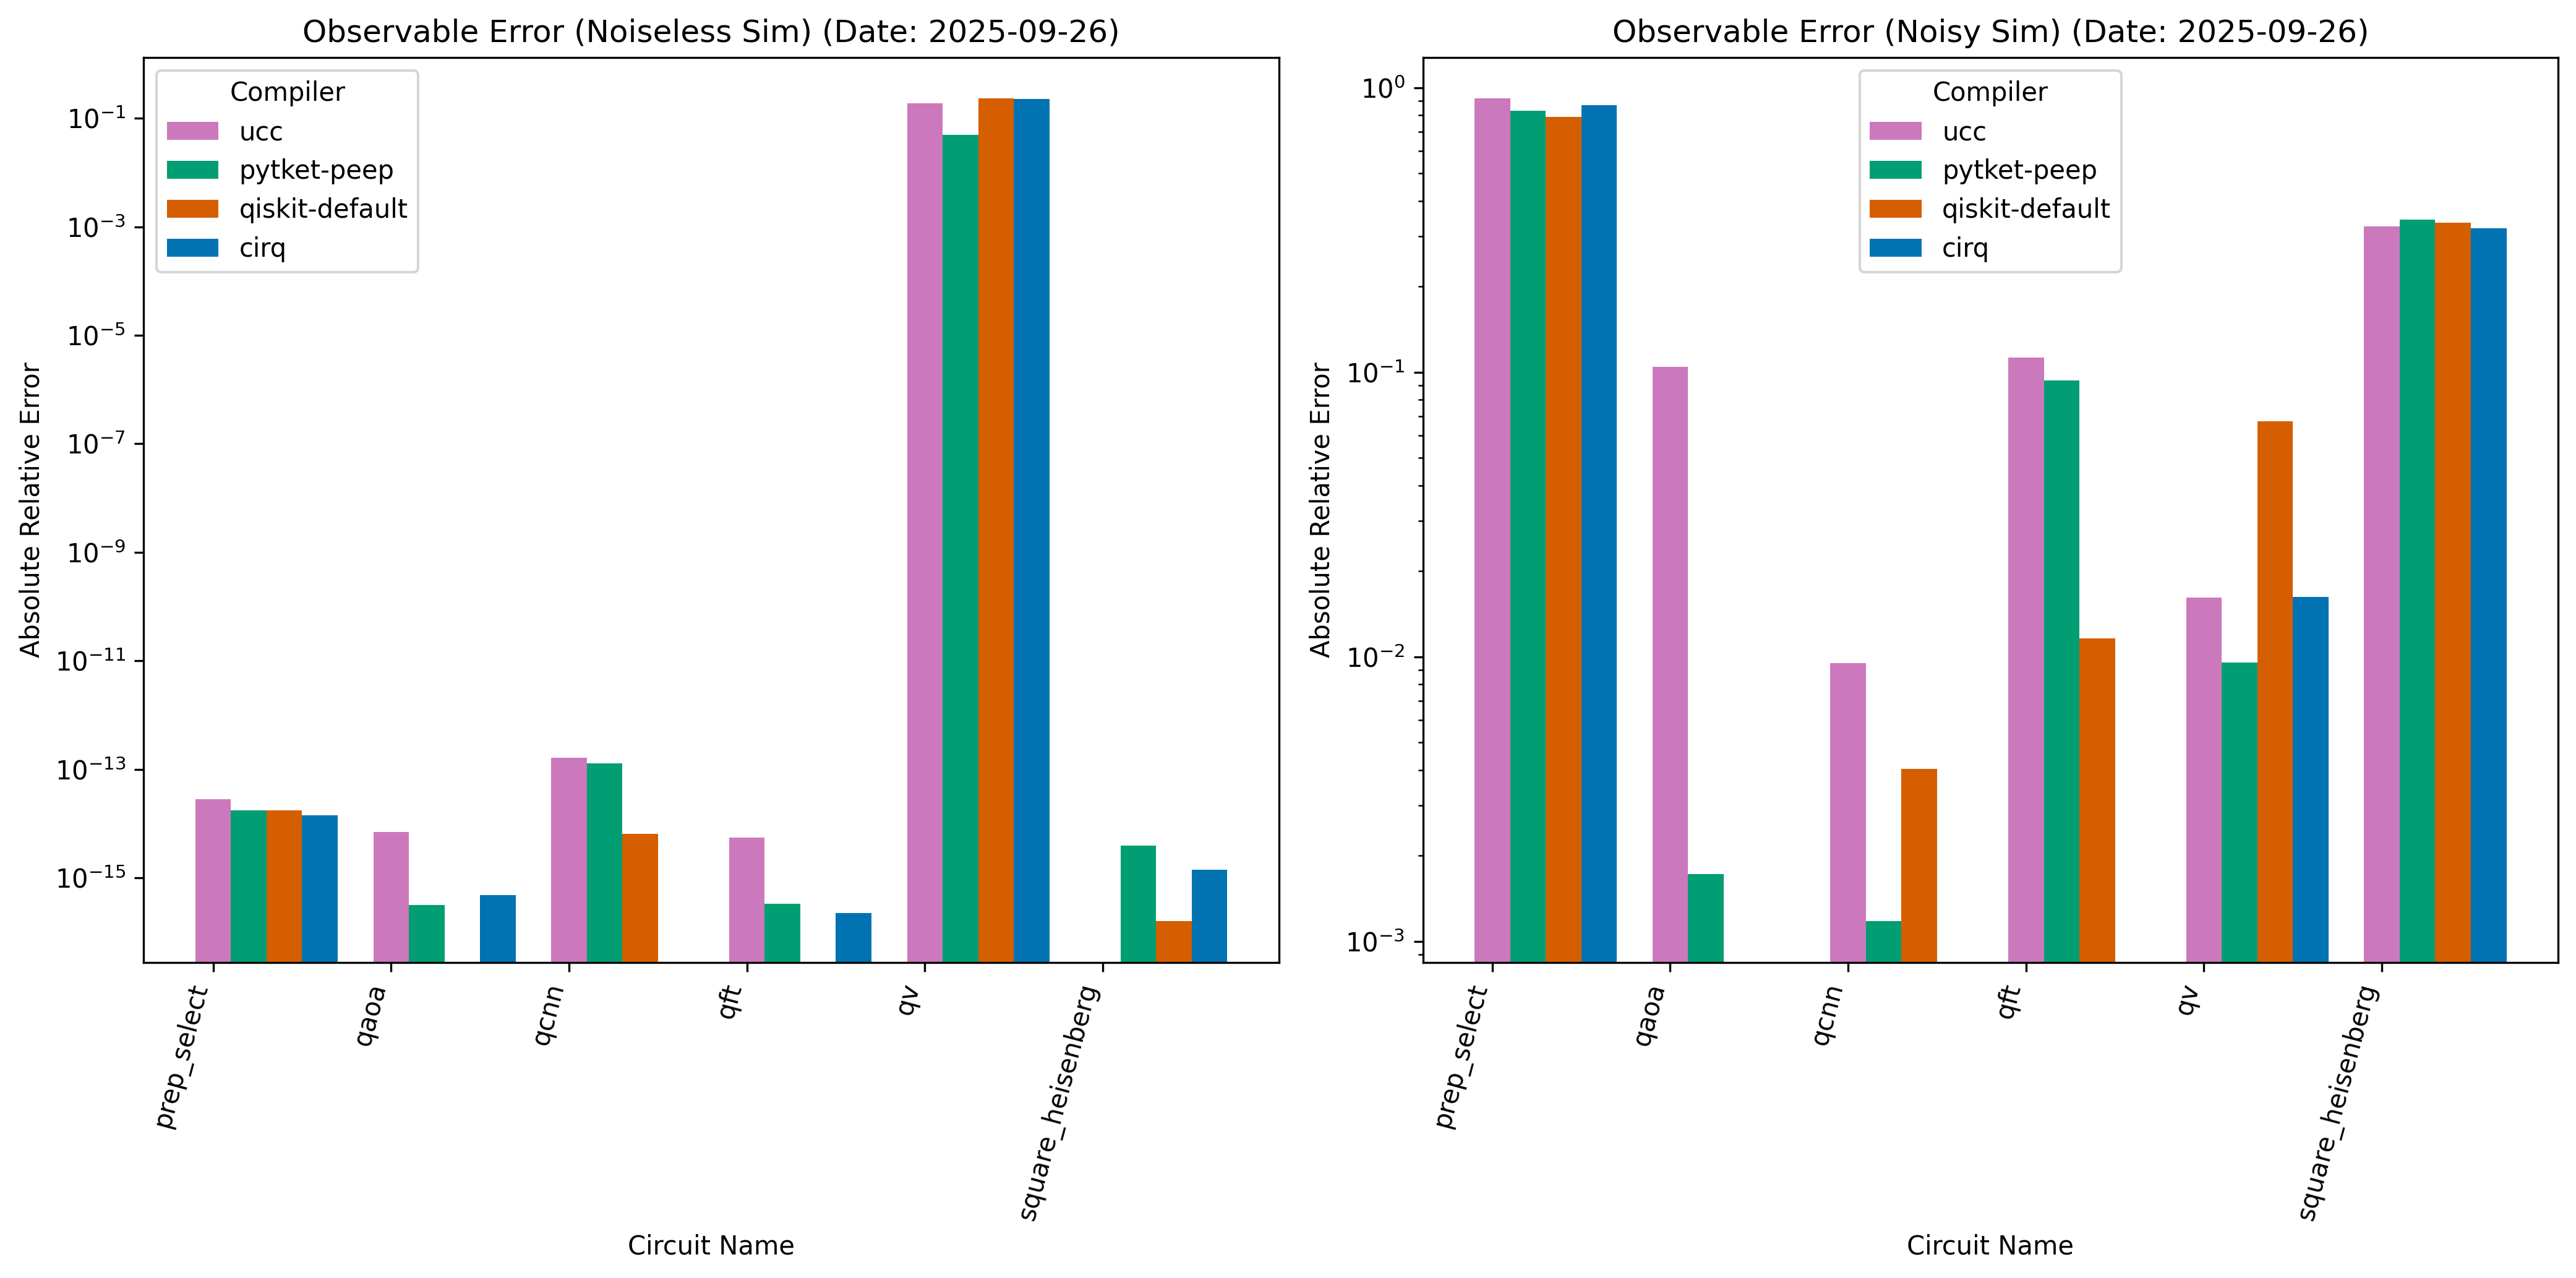 Observable Error (Noiseless Sim) (Date: 2025-09-26)
Compiler
ucc
pytket-peep
qiskit-default
cirq
Absolute Relative Error
10⁻¹
10⁻³
10⁻⁵
10⁻⁷
10⁻⁹
10⁻¹¹
10⁻¹³
10⁻¹⁵
prep_select
qaoa
qcnn
qft
qv
square_heisenberg
Circuit Name
Observable Error (Noisy Sim) (Date: 2025-09-26)
Compiler
ucc
pytket-peep
qiskit-default
cirq
Absolute Relative Error
10⁰
10⁻¹
10⁻²
10⁻³
prep_select
qaoa
qcnn
qft
qv
square_heisenberg
Circuit Name